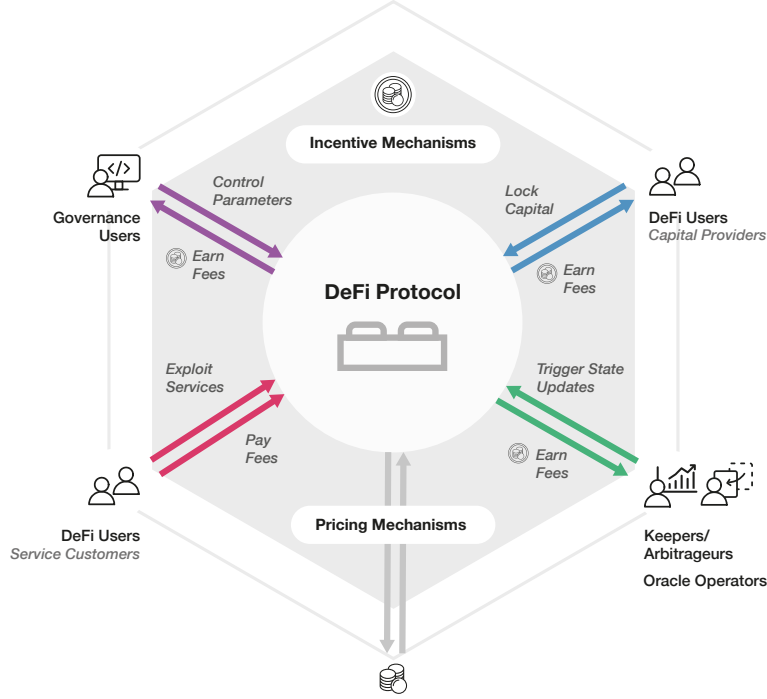 Incentive Mechanisms
Governance
Users
Control
Parameters
Earn
Fees
Lock
Capital
Earn
Fees
DeFi Users
Capital Providers
DeFi Protocol
Exploit
Services
Pay
Fees
Trigger State
Updates
Earn
Fees
DeFi Users
Service Customers
Pricing Mechanisms
Keepers/
Arbitrageurs
Oracle Operators